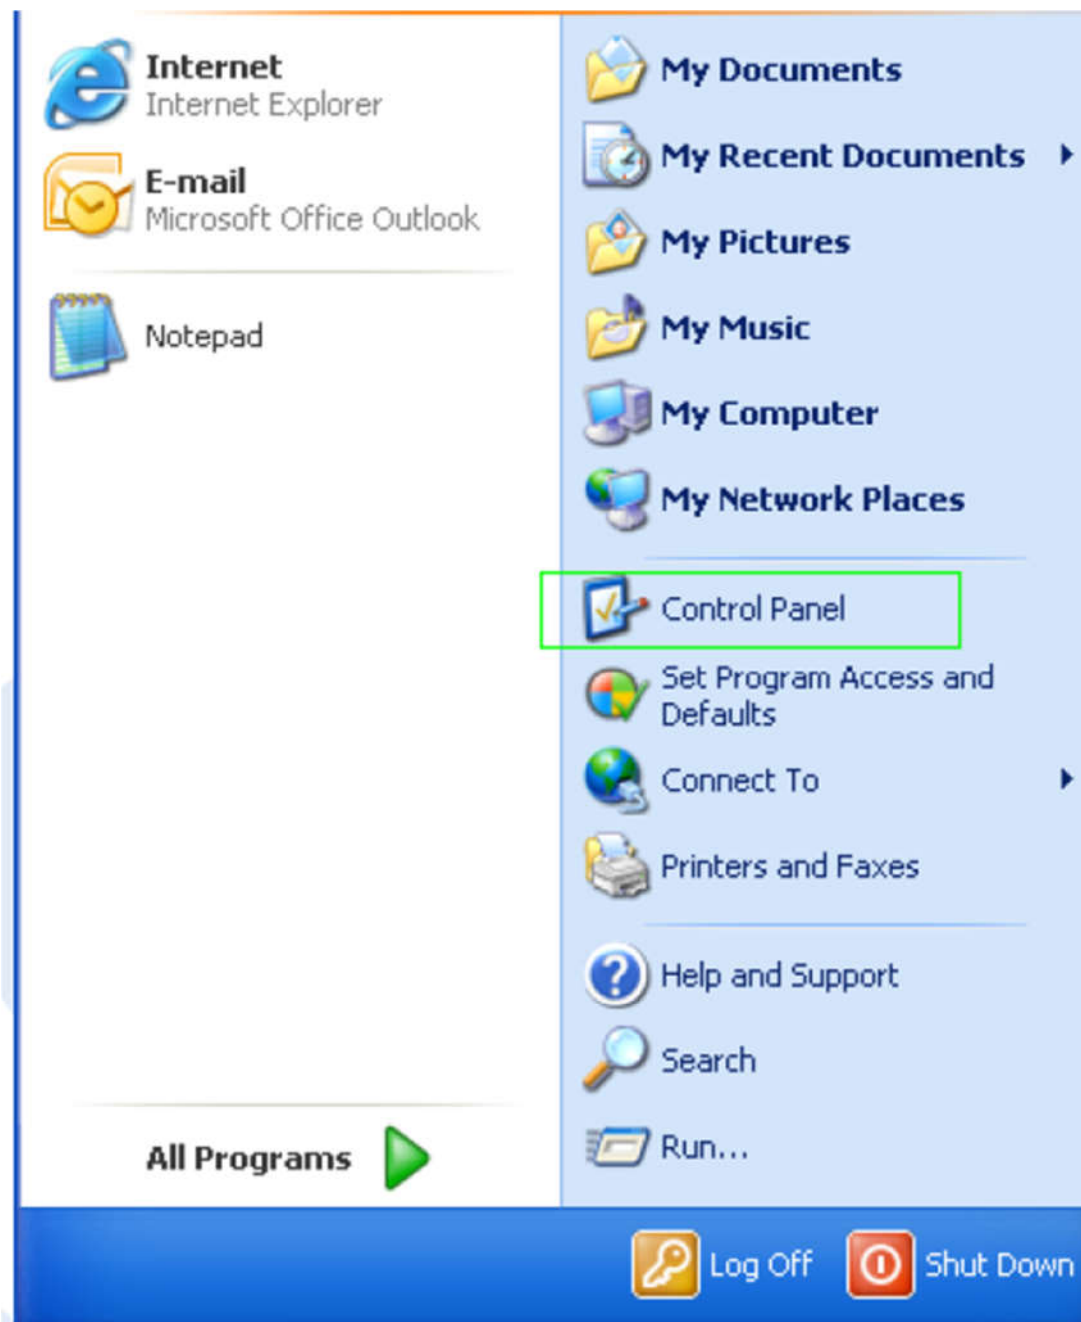 Internet
Internet Explorer
E-mail
Microsoft Office Outlook
Notepad
All Programs
My Documents
My Recent Documents
My Pictures
My Music
My Computer
My Network Places
Control Panel
Set Program Access and
Defaults
Connect To
Printers and Faxes
Help and Support
Search
Run...
Log Off
Shut Down